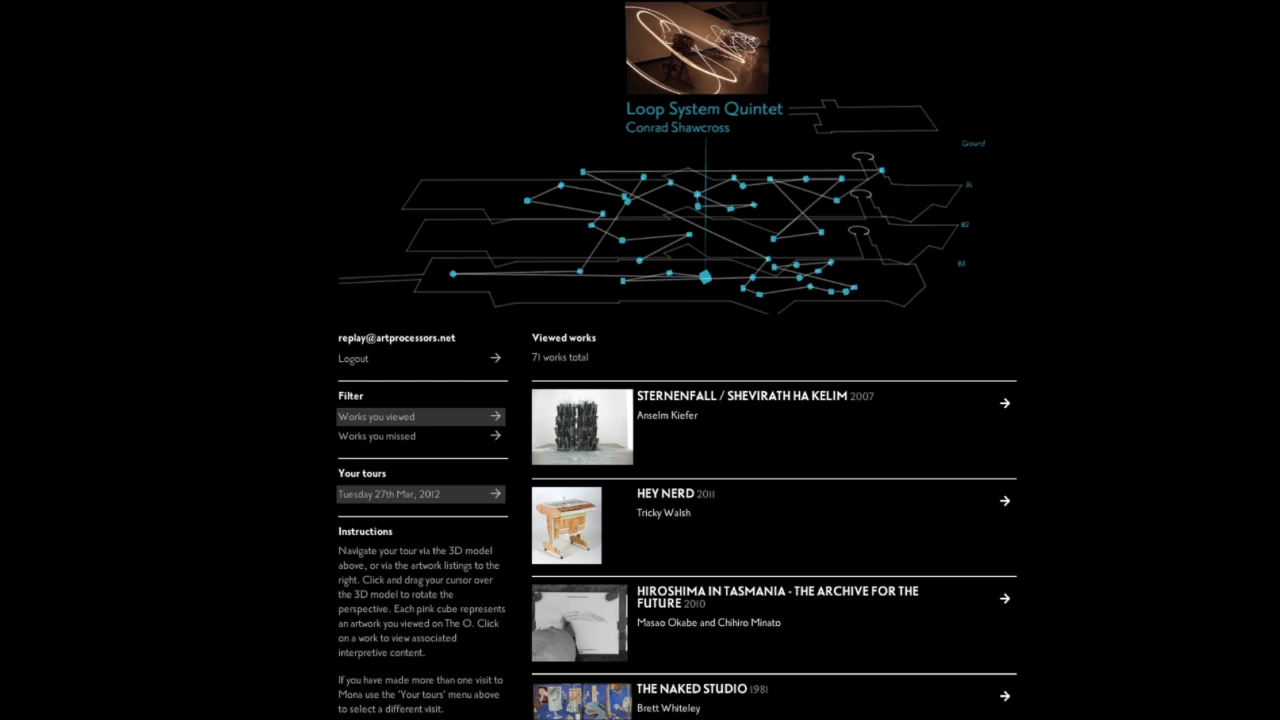 Loop System Quintet
Conrad Shawcross
Ground
B1
B2
B3
replay@artprocessors.net
Logout
Filter
Works you viewed
Works you missed
Your tours
Tuesday 27th Mar, 2012
Instructions
Navigate your tour via the 3D model
above, or via the artwork listings to the
right. Click and drag your cursor over
the 3D model to rotate the
perspective. Each pink cube represents
an artwork you viewed on The O. Click
on a work to view associated
interpretive content.
If you have made more than one visit to
Mona use the 'Your tours' menu above
to select a different visit.
Viewed works
71 works total
STERNENFALL / SHEVIRATH HA KELIM 2007
Anselm Kiefer
HEY NERD 2011
Tricky Walsh
HIROSHIMA IN TASMANIA - THE ARCHIVE FOR THE
FUTURE 2010
Masao Okabe and Chihiro Minato
THE NAKED STUDIO 1981
Brett Whiteley